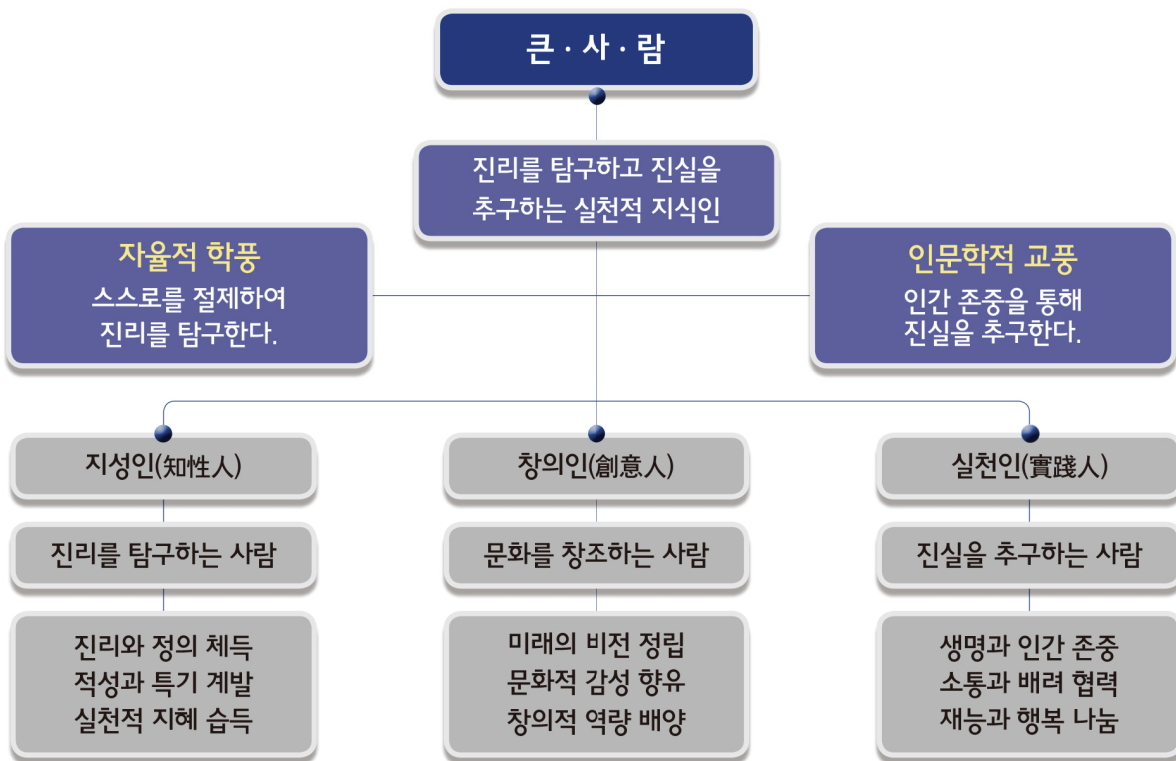 큰 · 사 · 람
진리를 탐구하고 진실을
추구하는 실천적 지식인
자율적 학풍
스스로를 절제하여
진리를 탐구한다.
인문학적 교풍
인간 존중을 통해
진실을 추구한다.
지성인(知性人)
진리를 탐구하는 사람
진리와 정의 체득
적성과 특기 계발
실천적 지혜 습득
창의인(創意人)
문화를 창조하는 사람
미래의 비전 정립
문화적 감성 향유
창의적 역량 배양
실천인(實踐人)
진실을 추구하는 사람
생명과 인간 존중
소통과 배려 협력
재능과 행복 나눔